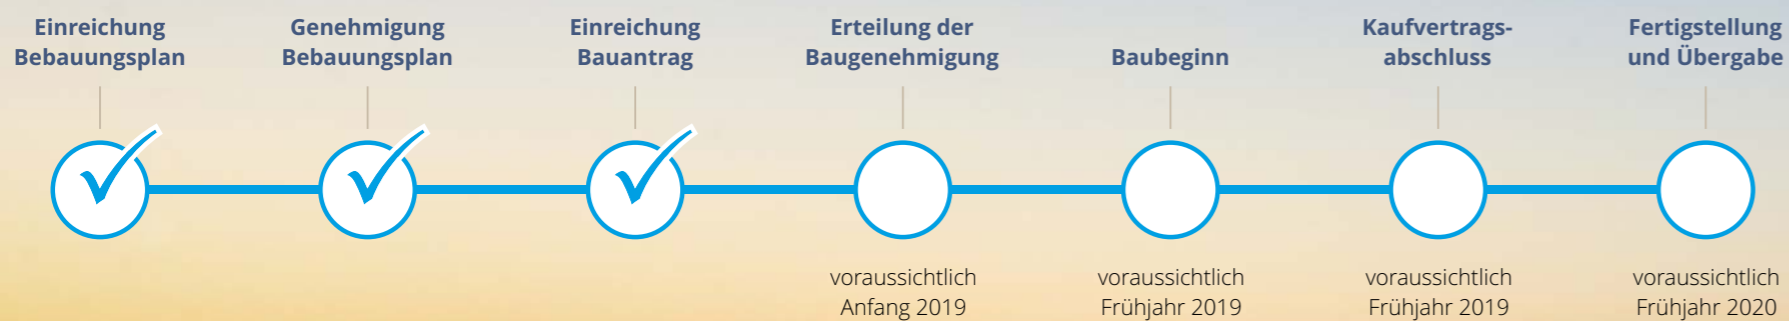 Einreichung
Bebauungsplan
Genehmigung
Bebauungsplan
Einreichung
Bauantrag
Erteilung der
Baugenehmigung
Baubeginn
Kaufvertrags-
abschluss
Fertigstellung
und Übergabe
voraussichtlich
Anfang 2019
voraussichtlich
Frühjahr 2019
voraussichtlich
Frühjahr 2019
voraussichtlich
Frühjahr 2020